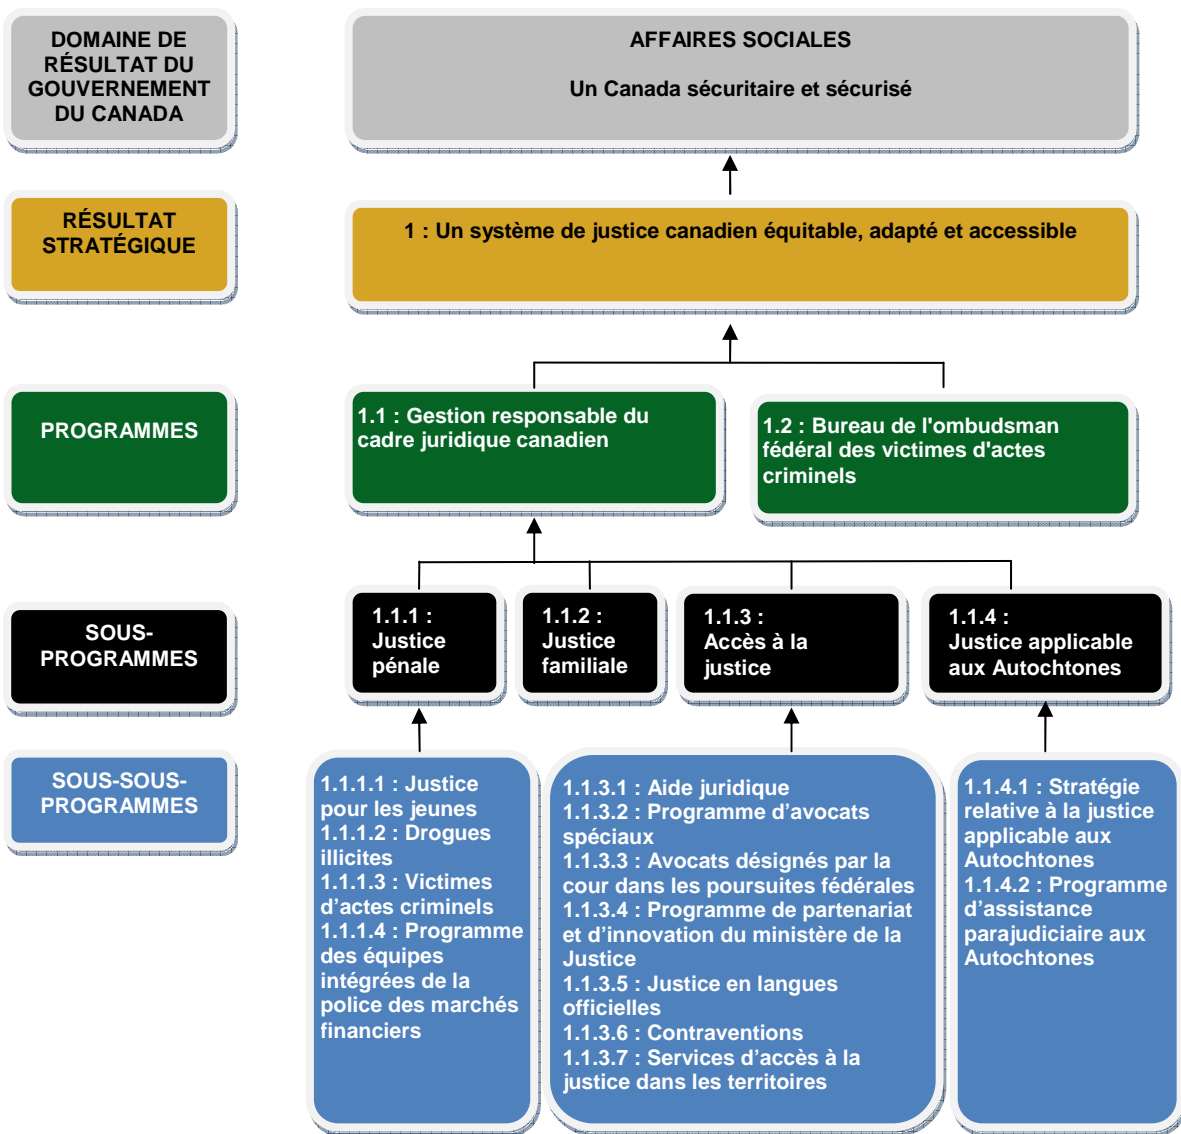 DOMAINE DE
RÉSULTAT DU
GOUVERNEMENT
DU CANADA
AFFAIRES SOCIALES
Un Canada sécuritaire et sécurisé
RÉSULTAT
STRATÉGIQUE
1 : Un système de justice canadien équitable, adapté et accessible
PROGRAMMES
1.1 : Gestion responsable du
cadre juridique canadien
1.2 : Bureau de l'ombudsman
fédéral des victimes d'actes
criminels
SOUS-
PROGRAMMES
1.1.1 :
Justice
pénale
1.1.2 :
Justice
familiale
1.1.3 :
Accès à la
justice
1.1.4 :
Justice applicable
aux Autochtones
SOUS-SOUS-
PROGRAMMES
1.1.1.1 : Justice
pour les jeunes
1.1.1.2 : Drogues
illicites
1.1.1.3 : Victimes
d’actes criminels
1.1.1.4 : Programme
des équipes
intégrées de la
police des marchés
financiers
1.1.3.1 : Aide juridique
1.1.3.2 : Programme d’avocats
spéciaux
1.1.3.3 : Avocats désignés par la
cour dans les poursuites fédérales
1.1.3.4 : Programme de partenariat
et d’innovation du ministère de la
Justice
1.1.3.5 : Justice en langues
officielles
1.1.3.6 : Contraventions
1.1.3.7 : Services d’accès à la
justice dans les territoires
1.1.4.1 : Stratégie
relative à la justice
applicable aux
Autochtones
1.1.4.2 : Programme
d’assistance
parajudiciaire aux
Autochtones